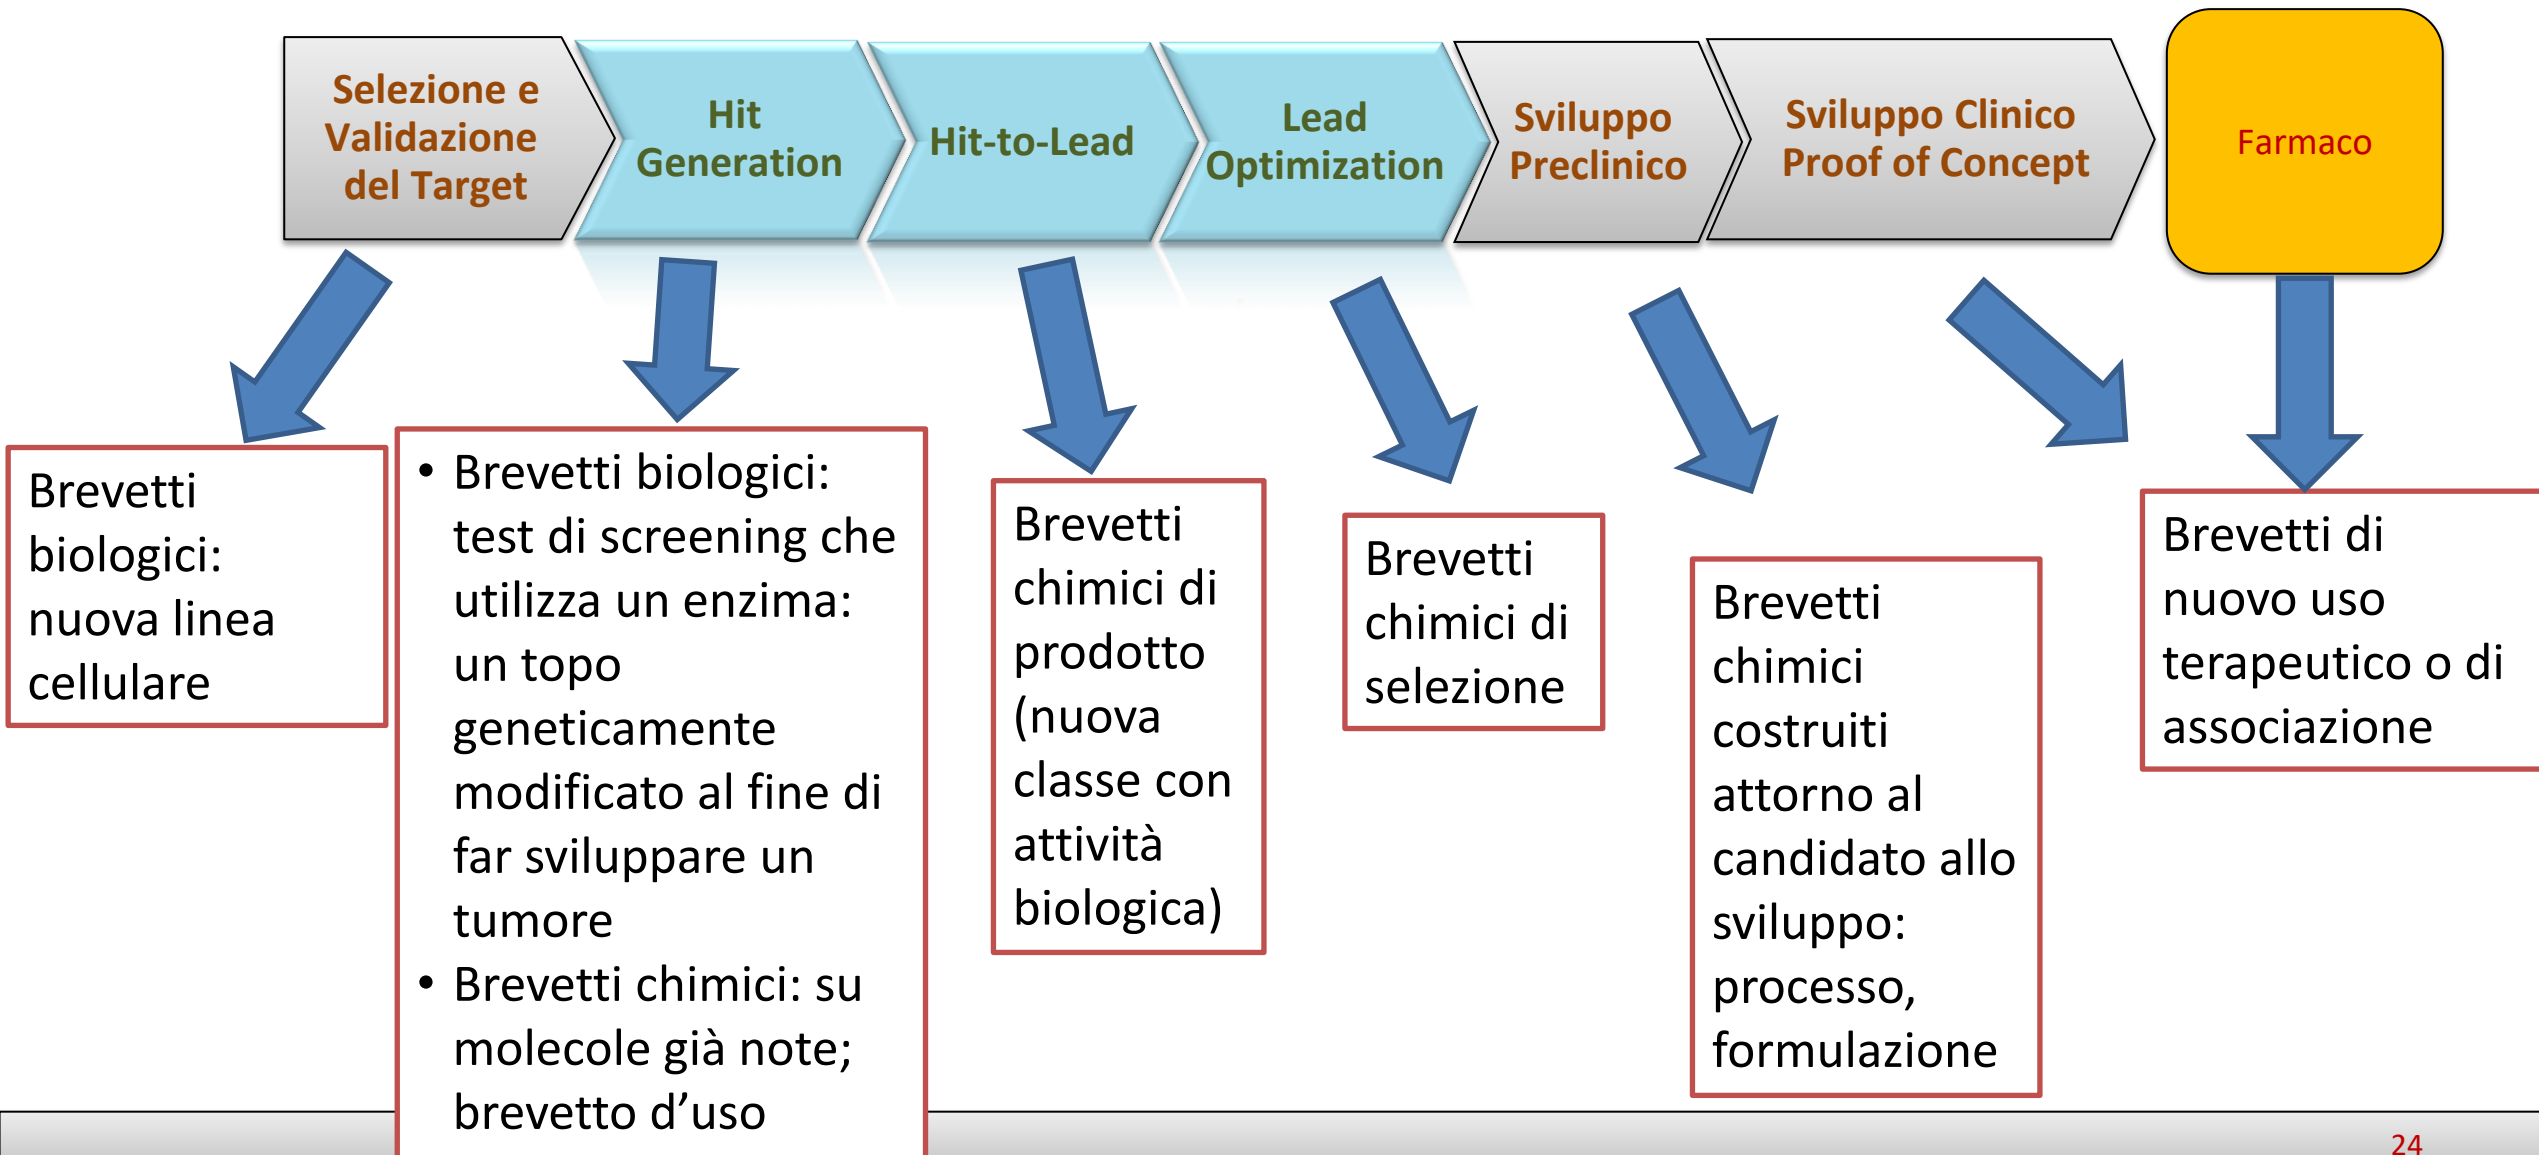 Selezione e
Validazione
del Target
Hit
Generation
Hit-to-Lead
Lead
Optimization
Sviluppo
Preclinico
Sviluppo Clinico
Proof of Concept
Farmaco
Brevetti
biologici:
nuova linea
cellulare
• Brevetti biologici:
test di screening che
utilizza un enzima:
un topo
geneticamente
modificato al fine di
far sviluppare un
tumore
• Brevetti chimici: su
molecole già note;
brevetto d’uso
Brevetti
chimici di
prodotto
(nuova
classe con
attività
biologica)
Brevetti
chimici di
selezione
Brevetti
chimici
costruiti
attorno al
candidato allo
sviluppo:
processo,
formulazione
Brevetti di
nuovo uso
terapeutico o di
associazione
24